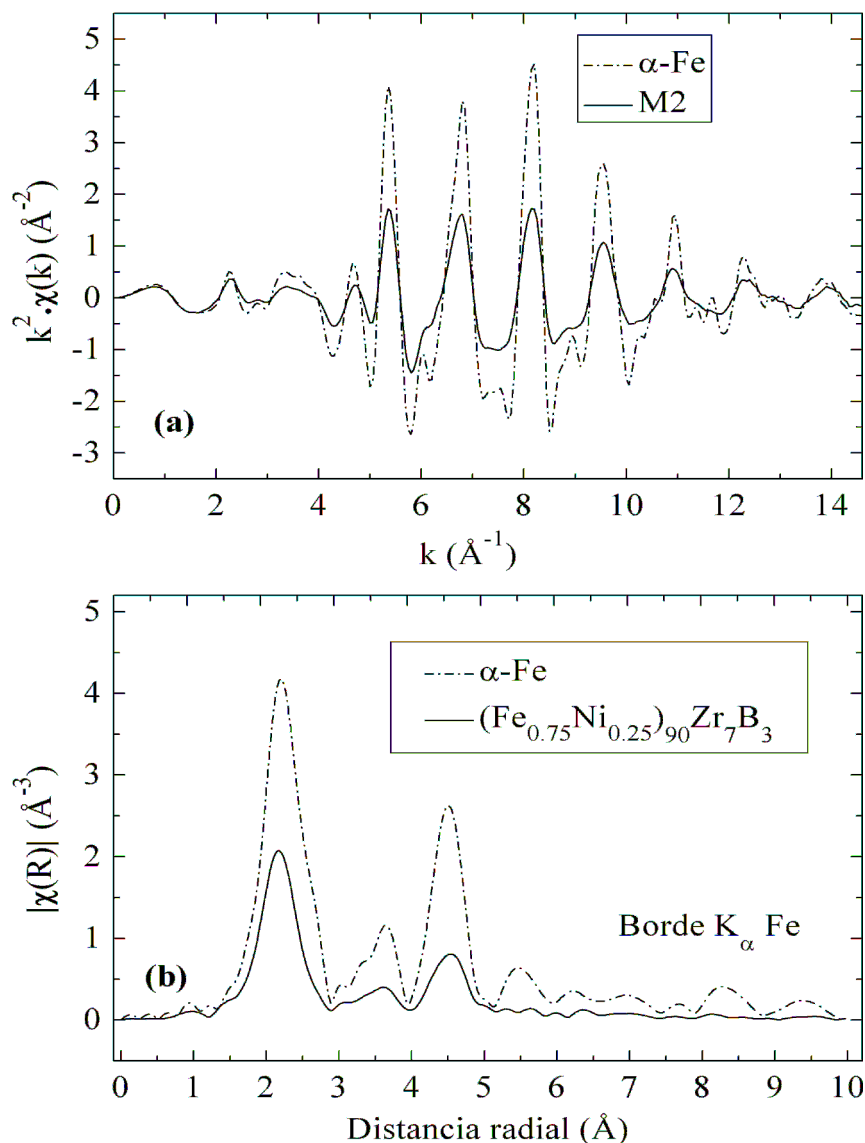 5
4
3
2
1
0
-1
-2
-3
k².χ(k) (Å⁻²)
α-Fe
M2
(a)
0 2 4 6 8 10 12 14
k (Å⁻¹)
5
4
3
2
1
0
|χ(R)| (Å⁻³)
α-Fe
(Fe₀.₇₅Ni₀.₂₅)₉₀Zr₇B₃
Borde Kα Fe
(b)
0 1 2 3 4 5 6 7 8 9 10
Distancia radial (Å)